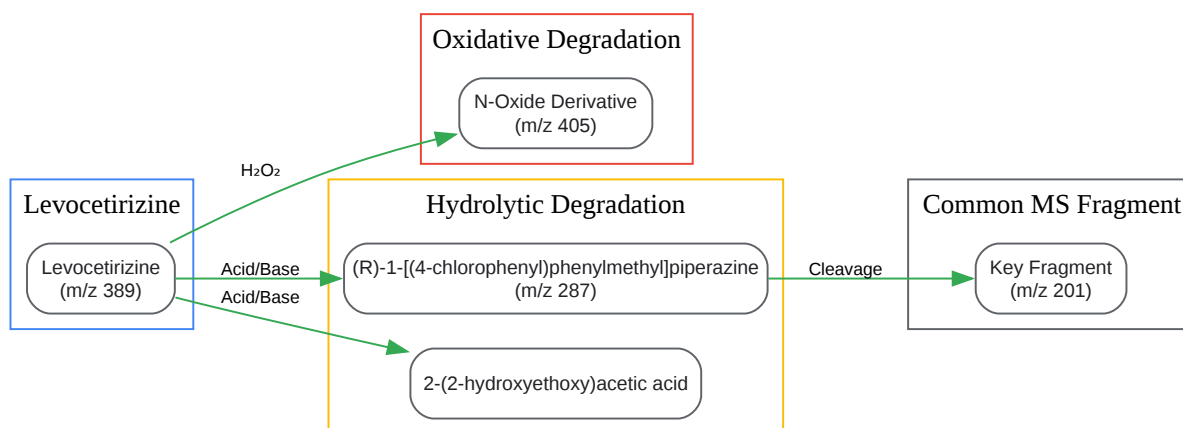 Oxidative Degradation
N-Oxide Derivative
(m/z 405)
H₂O₂
Levocetirizine
Levocetirizine
(m/z 389)
Acid/Base
Acid/Base
Hydrolytic Degradation
(R)-1-[(4-chlorophenyl)phenylmethyl]piperazine
(m/z 287)
2-(2-hydroxyethoxy)acetic acid
Cleavage
Common MS Fragment
Key Fragment
(m/z 201)